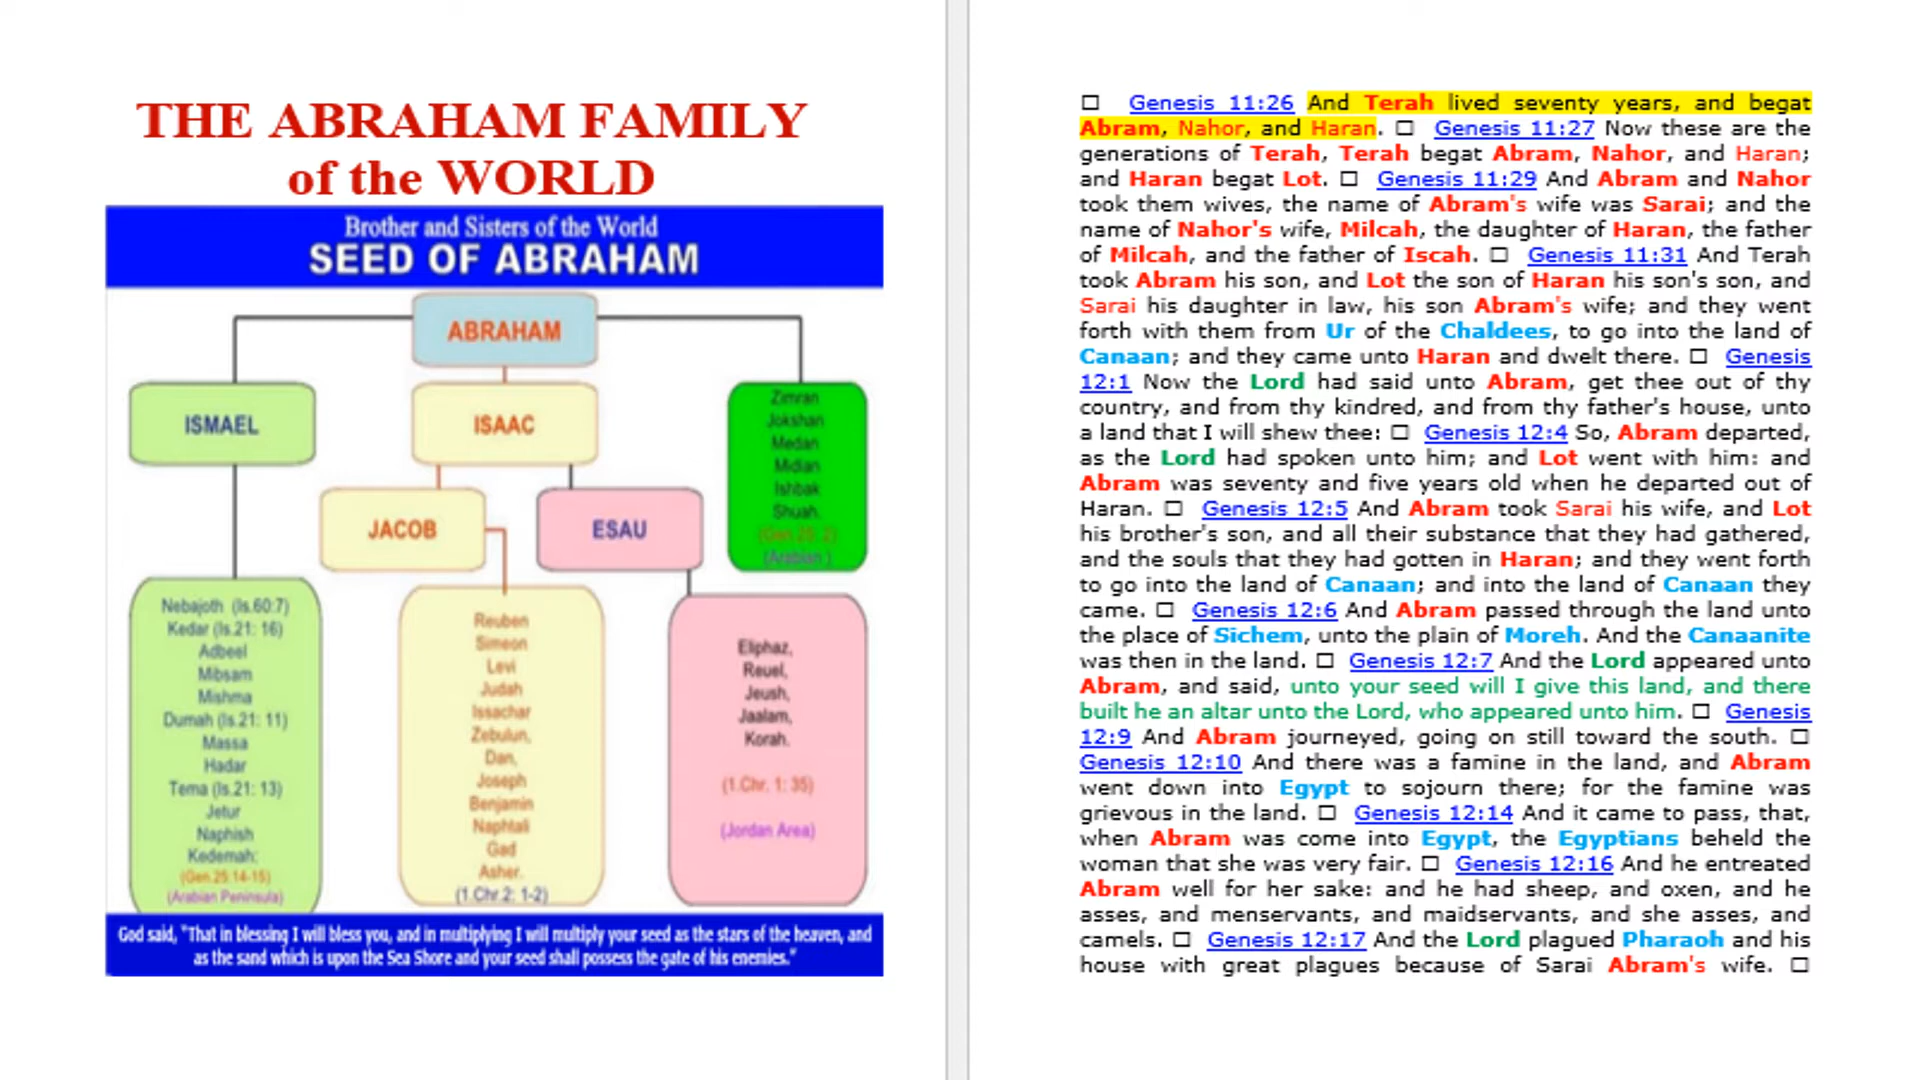 THE ABRAHAM FAMILY
of the WORLD
Brother and Sisters of the World
SEED OF ABRAHAM
ABRAHAM
ISMAEL
ISAAC
Zimran
Jokshan
Medan
Midian
Ishbak
Shuah.
(Gen.25: 2)
(Arabian )
JACOB
ESAU
Nebajoth (Is.60:7)
Kedar (Is.21: 16)
Adbeel
Mibsam
Mishma
Dumah (Is.21: 11)
Massa
Hadar
Tema (Is.21: 13)
Jetur
Naphish
Kedemah:
(Gen.25:14-15)
(Arabian Peninsula)
Reuben
Simeon
Levi
Judah
Issachar
Zebulun,
Dan,
Joseph
Benjamin
Naphtali
Gad
Asher.
(1.Chr.2: 1-2)
Eliphaz,
Reuel,
Jeush,
Jaalam,
Korah.
(1.Chr. 1: 35)
(Jordan Area)
God said, "That in blessing I will bless you, and in multiplying I will multiply your seed as the stars of the heaven, and
as the sand which is upon the Sea Shore and your seed shall possess the gate of his enemies."
☐ Genesis 11:26 And Terah lived seventy years, and begat
Abram, Nahor, and Haran. ☐ Genesis 11:27 Now these are the
generations of Terah, Terah begat Abram, Nahor, and Haran;
and Haran begat Lot. ☐ Genesis 11:29 And Abram and Nahor
took them wives, the name of Abram's wife was Sarai; and the
name of Nahor's wife, Milcah, the daughter of Haran, the father
of Milcah, and the father of Iscah. ☐ Genesis 11:31 And Terah
took Abram his son, and Lot the son of Haran his son's son, and
Sarai his daughter in law, his son Abram's wife; and they went
forth with them from Ur of the Chaldees, to go into the land of
Canaan; and they came unto Haran and dwelt there. ☐ Genesis
12:1 Now the Lord had said unto Abram, get thee out of thy
country, and from thy kindred, and from thy father's house, unto
a land that I will shew thee: ☐ Genesis 12:4 So, Abram departed,
as the Lord had spoken unto him; and Lot went with him: and
Abram was seventy and five years old when he departed out of
Haran. ☐ Genesis 12:5 And Abram took Sarai his wife, and Lot
his brother's son, and all their substance that they had gathered,
and the souls that they had gotten in Haran; and they went forth
to go into the land of Canaan; and into the land of Canaan they
came. ☐ Genesis 12:6 And Abram passed through the land unto
the place of Sichem, unto the plain of Moreh. And the Canaanite
was then in the land. ☐ Genesis 12:7 And the Lord appeared unto
Abram, and said, unto your seed will I give this land, and there
built he an altar unto the Lord, who appeared unto him. ☐ Genesis
12:9 And Abram journeyed, going on still toward the south. ☐
Genesis 12:10 And there was a famine in the land, and Abram
went down into Egypt to sojourn there; for the famine was
grievous in the land. ☐ Genesis 12:14 And it came to pass, that,
when Abram was come into Egypt, the Egyptians beheld the
woman that she was very fair. ☐ Genesis 12:16 And he entreated
Abram well for her sake: and he had sheep, and oxen, and he
asses, and menservants, and maidservants, and she asses, and
camels. ☐ Genesis 12:17 And the Lord plagued Pharaoh and his
house with great plagues because of Sarai Abram's wife. ☐